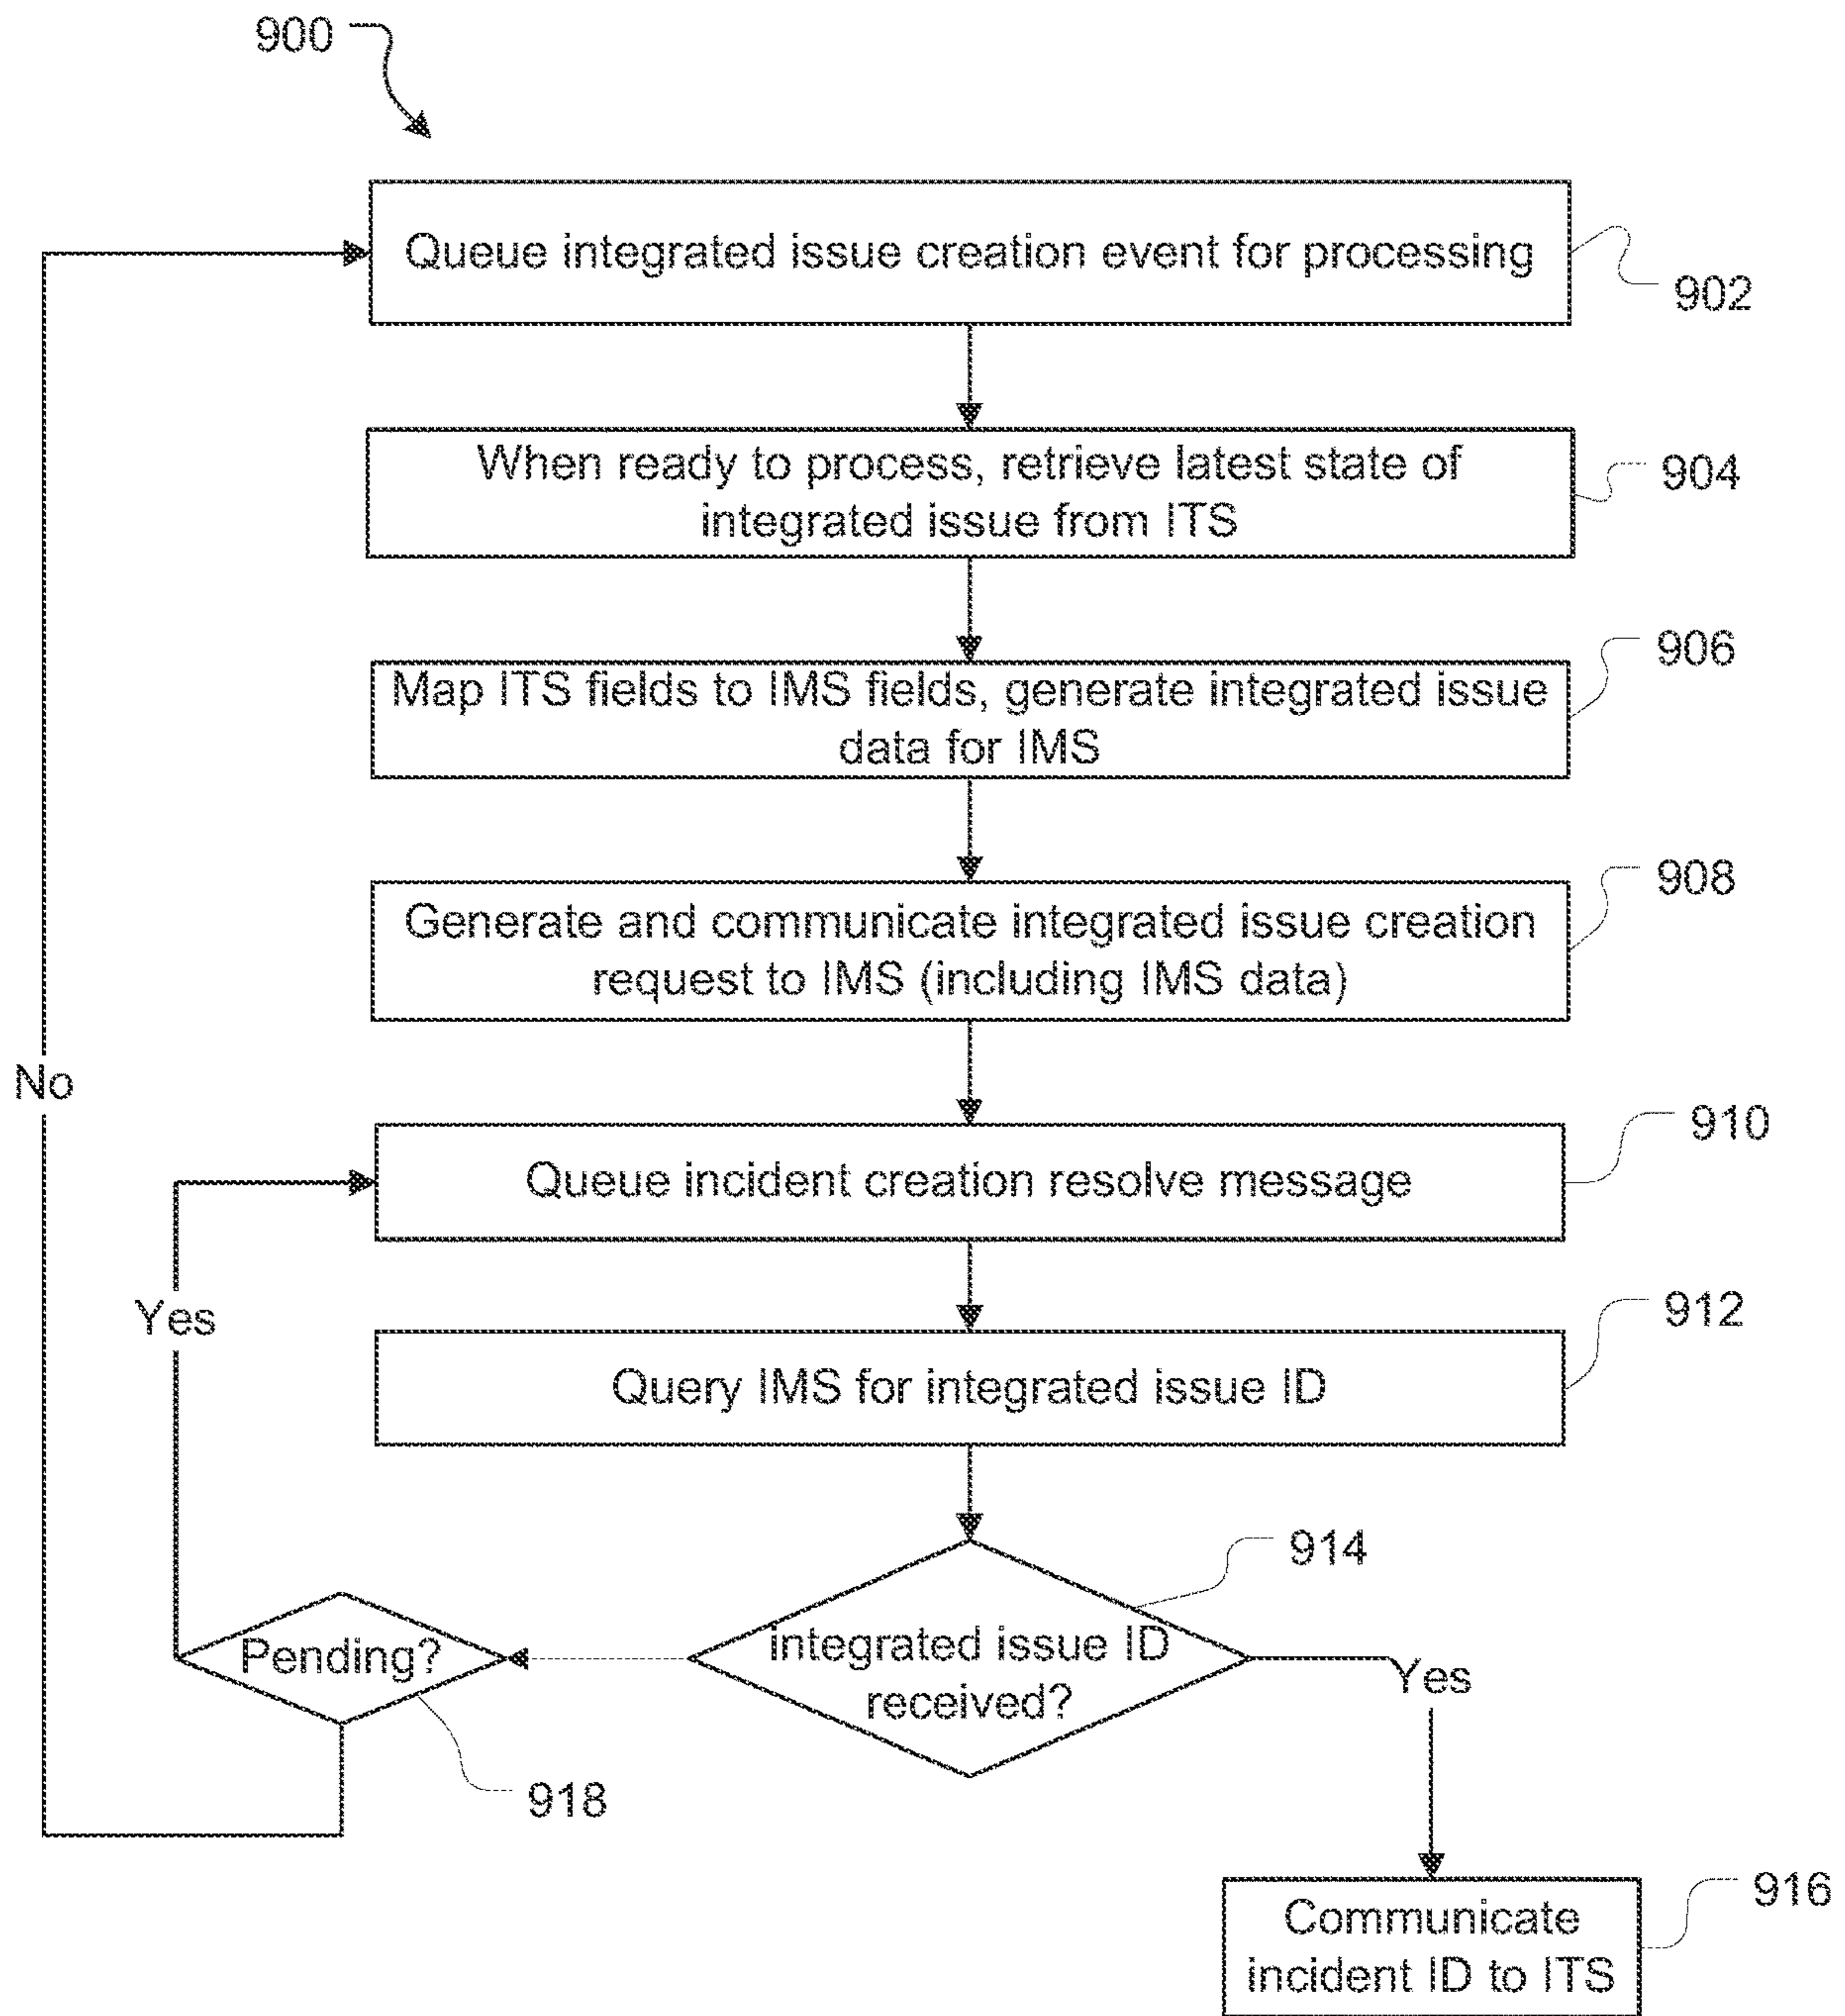 900
Queue integrated issue creation event for processing
902
When ready to process, retrieve latest state of
integrated issue from ITS
904
Map ITS fields to IMS fields, generate integrated issue
data for IMS
906
Generate and communicate integrated issue creation
request to IMS (including IMS data)
908
No
Queue incident creation resolve message
910
Yes
Query IMS for integrated issue ID
912
914
Pending?
integrated issue ID
received?
Yes
918
Communicate
incident ID to ITS
916